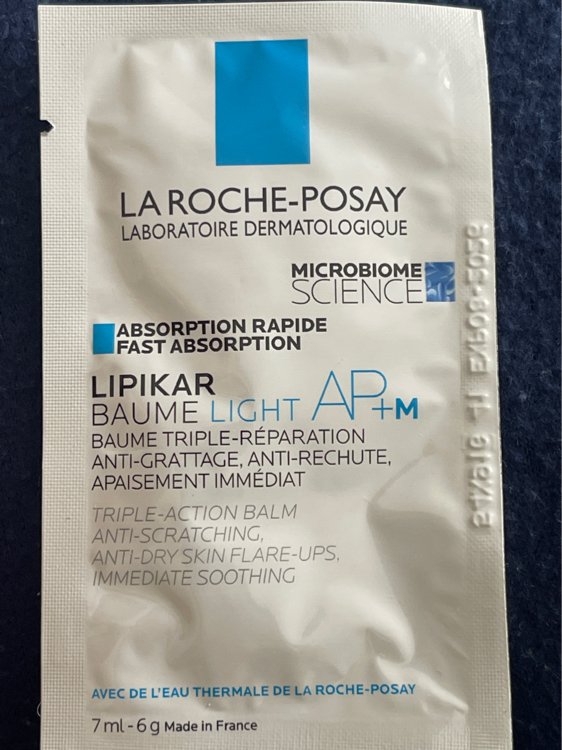 LA ROCHE-POSAY
LABORATOIRE DERMATOLOGIQUE
MICROBIOME
SCIENCE
ABSORPTION RAPIDE
FAST ABSORPTION
LIPIKAR
BAUME LIGHT AP+M
BAUME TRIPLE-RÉPARATION
ANTI-GRATTAGE, ANTI-RECHUTE,
APAISEMENT IMMÉDIAT
TRIPLE-ACTION BALM
ANTI-SCRATCHING,
ANTI-DRY SKIN FLARE-UPS,
IMMEDIATE SOOTHING
AVEC DE L'EAU THERMALE DE LA ROCHE-POSAY
7 ml - 6 g Made in France